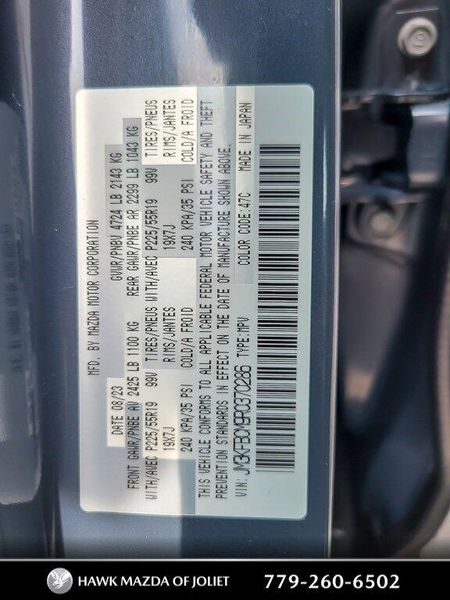 MFD. BY MAZDA MOTOR CORPORATION
DATE 08/23 GVWR/PNBV 4724 LB 2143 KG
FRONT GAWR/PNBE AV 2425 LB 1100 KG REAR GAWR/PNBE AR 2299 LB 1043 KG
WITH/AVEC P225/55R19 99V TIRES/PNEUS WITH/AVEC P225/55R19 99V TIRES/PNEUS
19X7J RIMS/JANTES 19X7J RIMS/JANTES
240 KPA/35 PSI COLD/A FROID 240 KPA/35 PSI COLD/A FROID
THIS VEHICLE CONFORMS TO ALL APPLICABLE FEDERAL MOTOR VEHICLE SAFETY AND THEFT
PREVENTION STANDARDS IN EFFECT ON THE DATE OF MANUFACTURE SHOWN ABOVE.
COLOR CODE:47C MADE IN JAPAN
VIN: JM3KFBCM9R0370286 TYPE:MPV
HAWK MAZDA OF JOLIET
779-260-6502